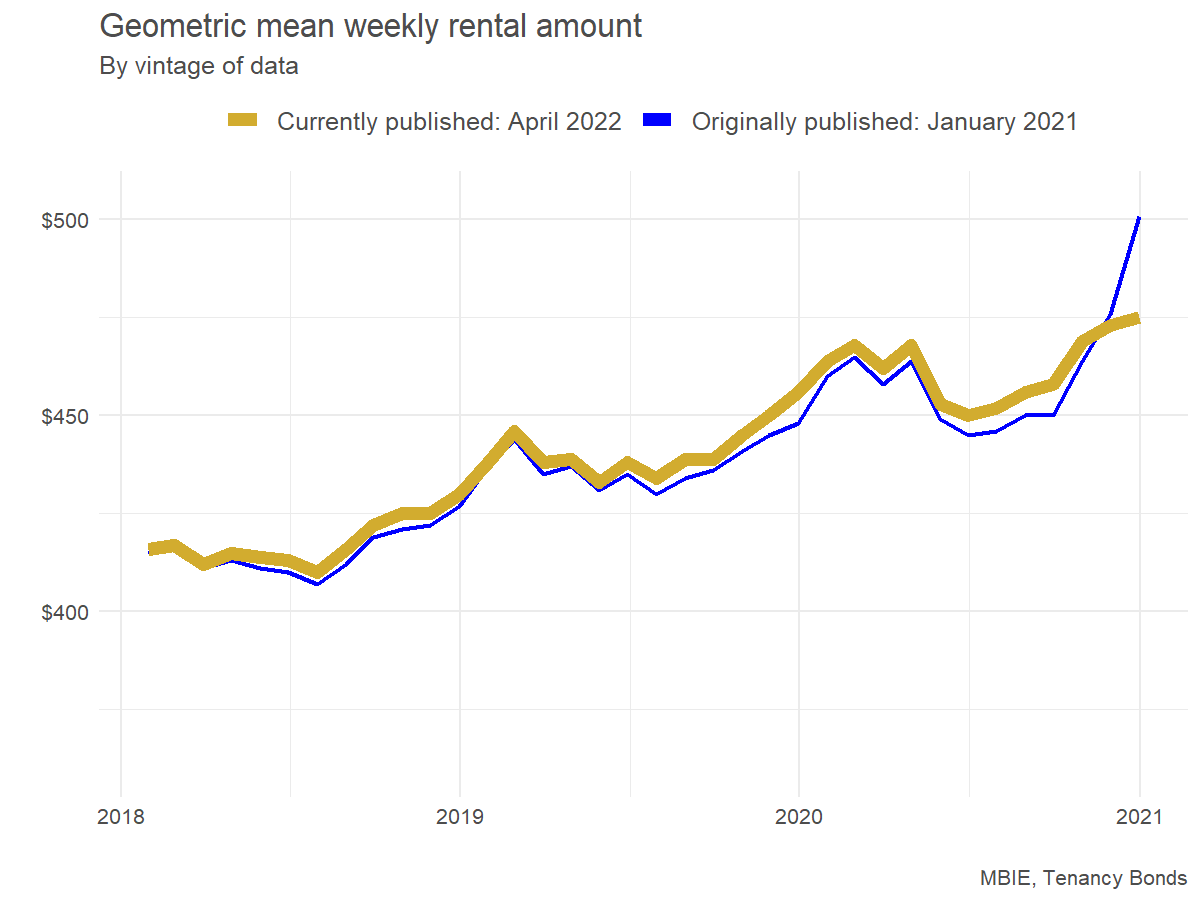 Geometric mean weekly rental amount
By vintage of data
Currently published: April 2022 Originally published: January 2021
$500
$450
$400
2018 2019 2020 2021
MBIE, Tenancy Bonds